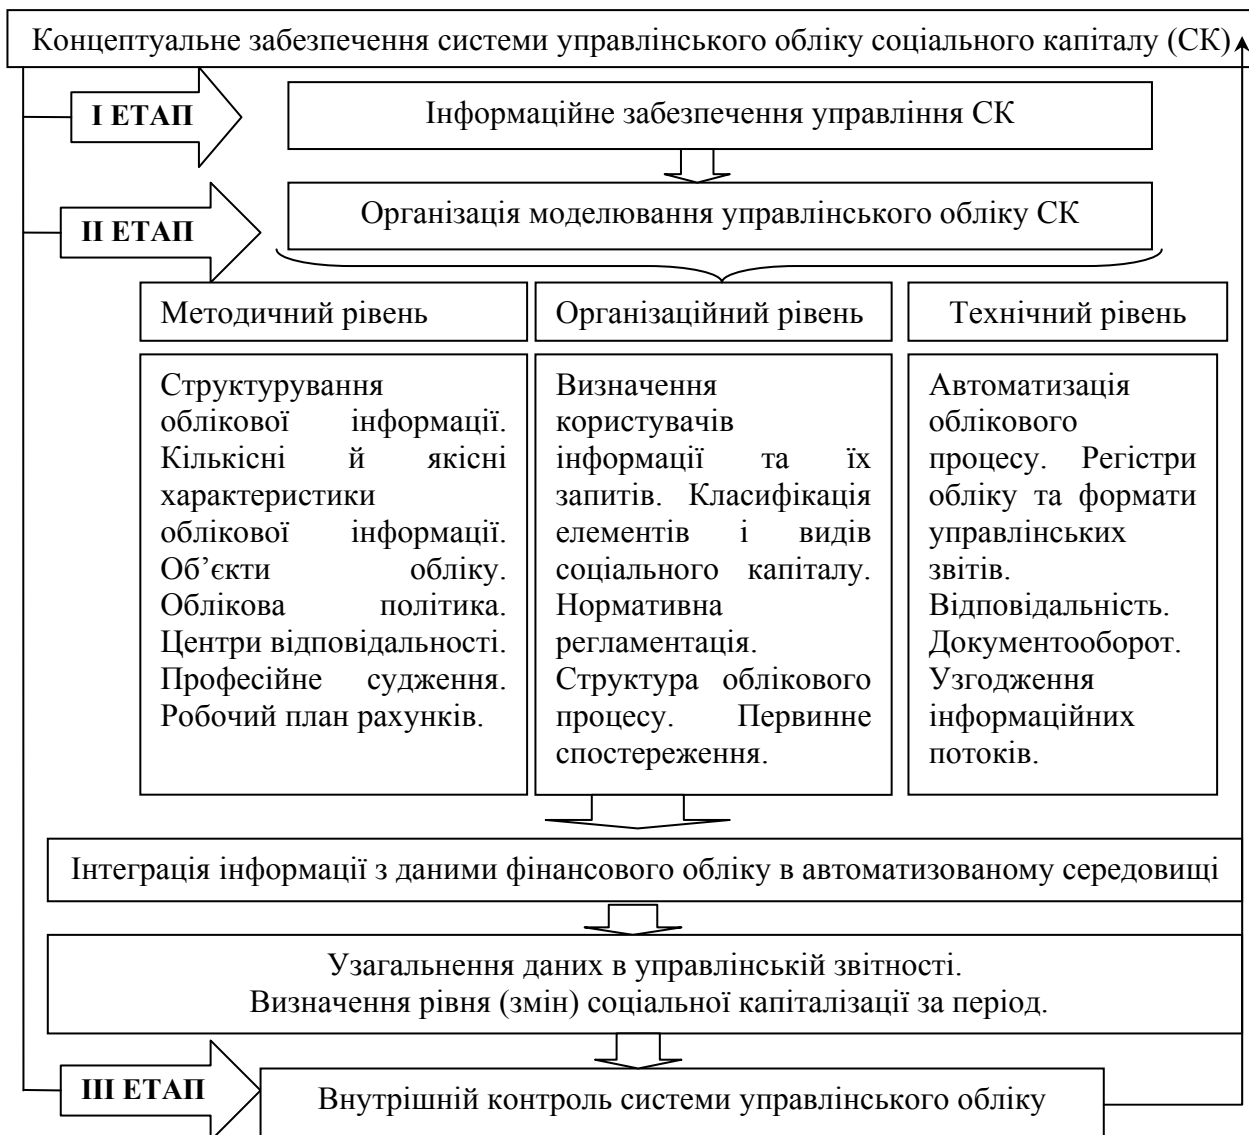 Концептуальне забезпечення системи управлінського обліку соціального капіталу (СК)
І ЕТАП
Інформаційне забезпечення управління СК
ІІ ЕТАП
Організація моделювання управлінського обліку СК
Методичний рівень
Структурування
облікової інформації.
Кількісні й якісні
характеристики
облікової інформації.
Об’єкти обліку.
Облікова політика.
Центри відповідальності.
Професійне судження.
Робочий план рахунків.
Організаційний рівень
Визначення
користувачів
інформації та їх
запитів. Класифікація
елементів і видів
соціального капіталу.
Нормативна
регламентація.
Структура облікового
процесу. Первинне
спостереження.
Технічний рівень
Автоматизація
облікового
процесу. Регістри
обліку та формати
управлінських
звітів.
Відповідальність.
Документооборот.
Узгодження
інформаційних
потоків.
Інтеграція інформації з даними фінансового обліку в автоматизованому середовищі
Узагальнення даних в управлінській звітності.
Визначення рівня (змін) соціальної капіталізації за період.
ІІІ ЕТАП
Внутрішній контроль системи управлінського обліку